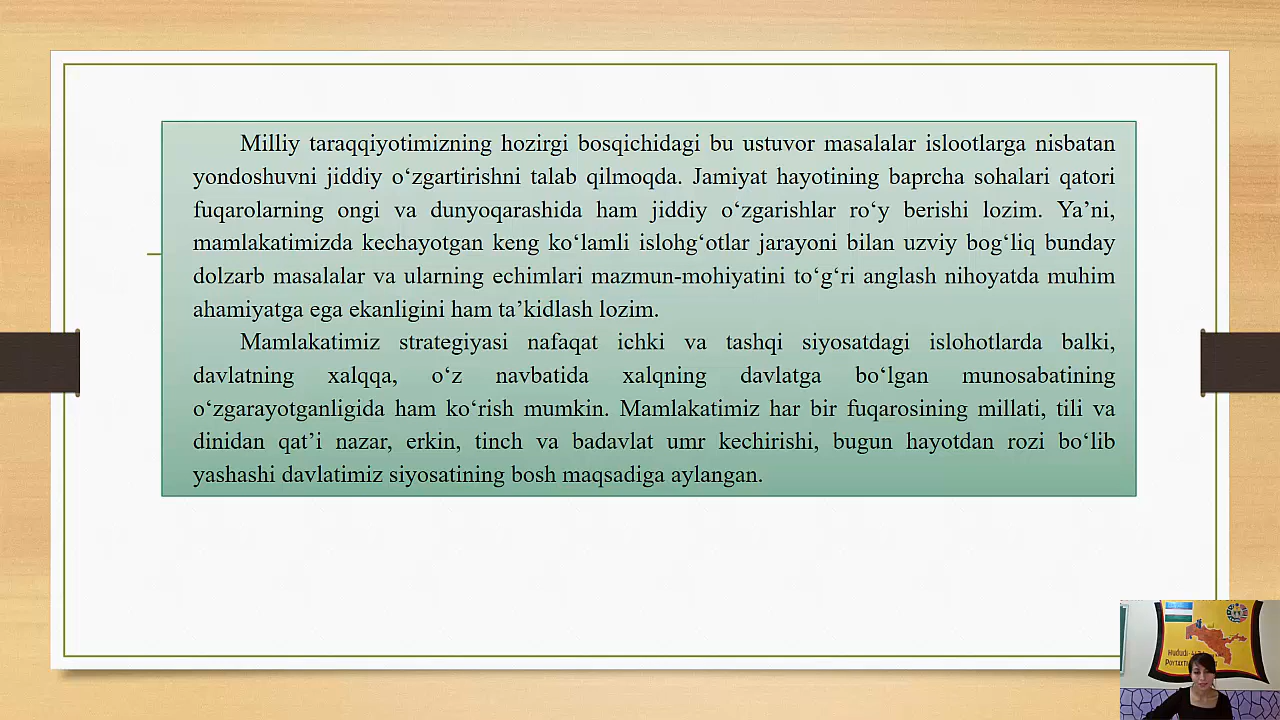 Milliy taraqqiyotimizning hozirgi bosqichidagi bu ustuvor masalalar islootlarga nisbatan
yondoshuvni jiddiy o‘zgartirishni talab qilmoqda. Jamiyat hayotining baprcha sohalari qatori
fuqarolarning ongi va dunyoqarashida ham jiddiy o‘zgarishlar ro‘y berishi lozim. Ya’ni,
mamlakatimizda kechayotgan keng ko‘lamli islohg‘otlar jarayoni bilan uzviy bog‘liq bunday
dolzarb masalalar va ularning echimlari mazmun-mohiyatini to‘g‘ri anglash nihoyatda muhim
ahamiyatga ega ekanligini ham ta’kidlash lozim.
Mamlakatimiz strategiyasi nafaqat ichki va tashqi siyosatdagi islohotlarda balki,
davlatning xalqqa, o‘z navbatida xalqning davlatga bo‘lgan munosabatining
o‘zgarayotganligida ham ko‘rish mumkin. Mamlakatimiz har bir fuqarosining millati, tili va
dinidan qat’i nazar, erkin, tinch va badavlat umr kechirishi, bugun hayotdan rozi bo‘lib
yashashi davlatimiz siyosatining bosh maqsadiga aylangan.